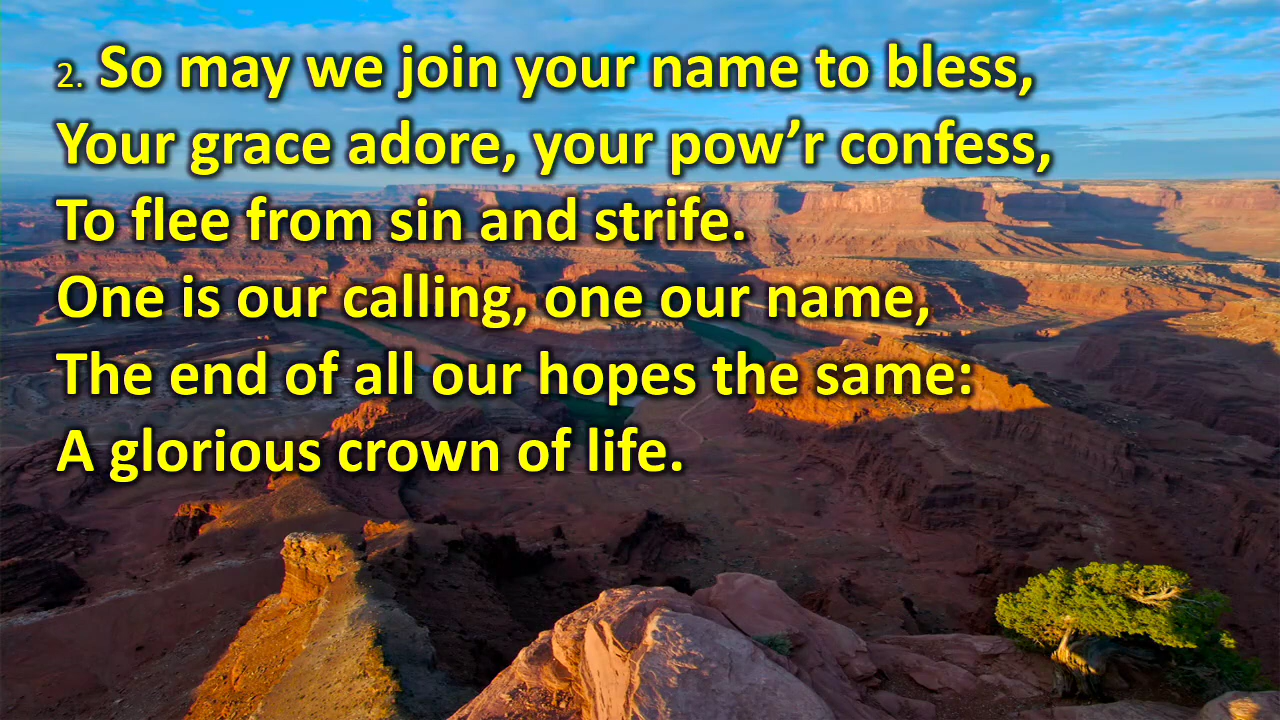 2. So may we join your name to bless,
Your grace adore, your pow’r confess,
To flee from sin and strife.
One is our calling, one our name,
The end of all our hopes the same:
A glorious crown of life.